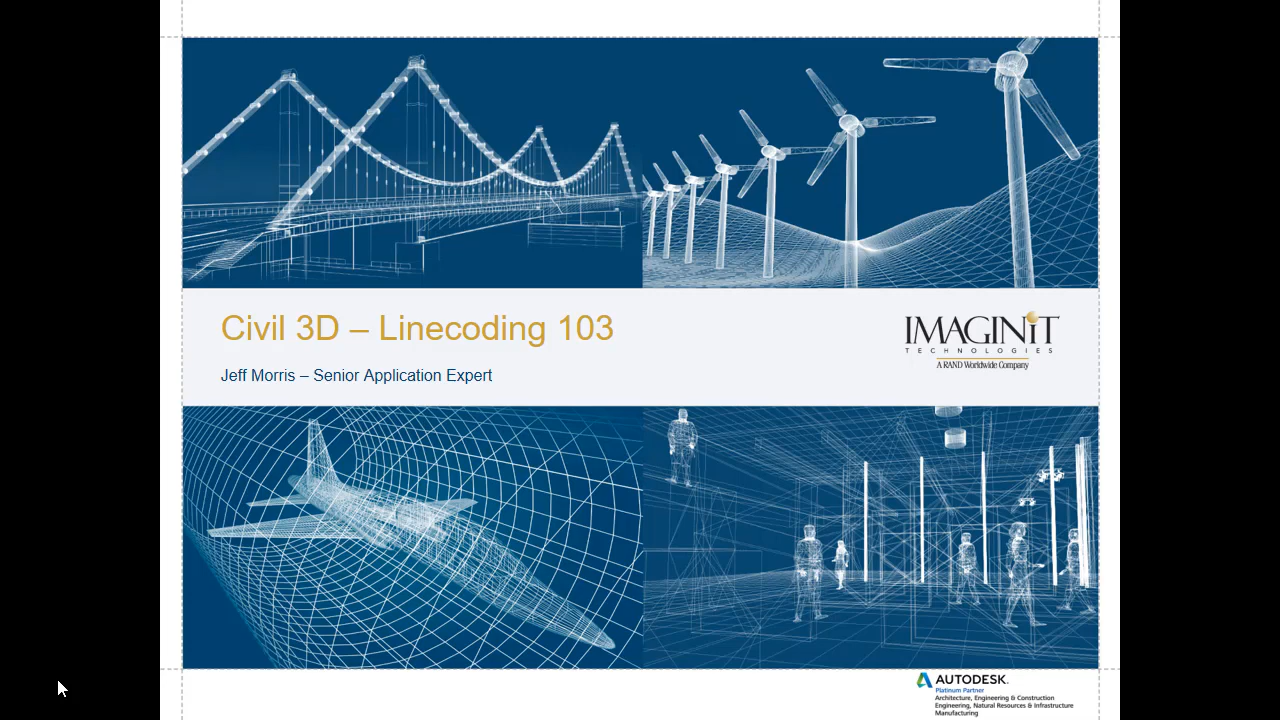 Civil 3D – Linecoding 103
Jeff Morris – Senior Application Expert
IMAGINiT
TECHNOLOGIES
A RAND Worldwide Company
AUTODESK.
Platinum Partner
Architecture, Engineering & Construction
Engineering, Natural Resources & Infrastructure
Manufacturing